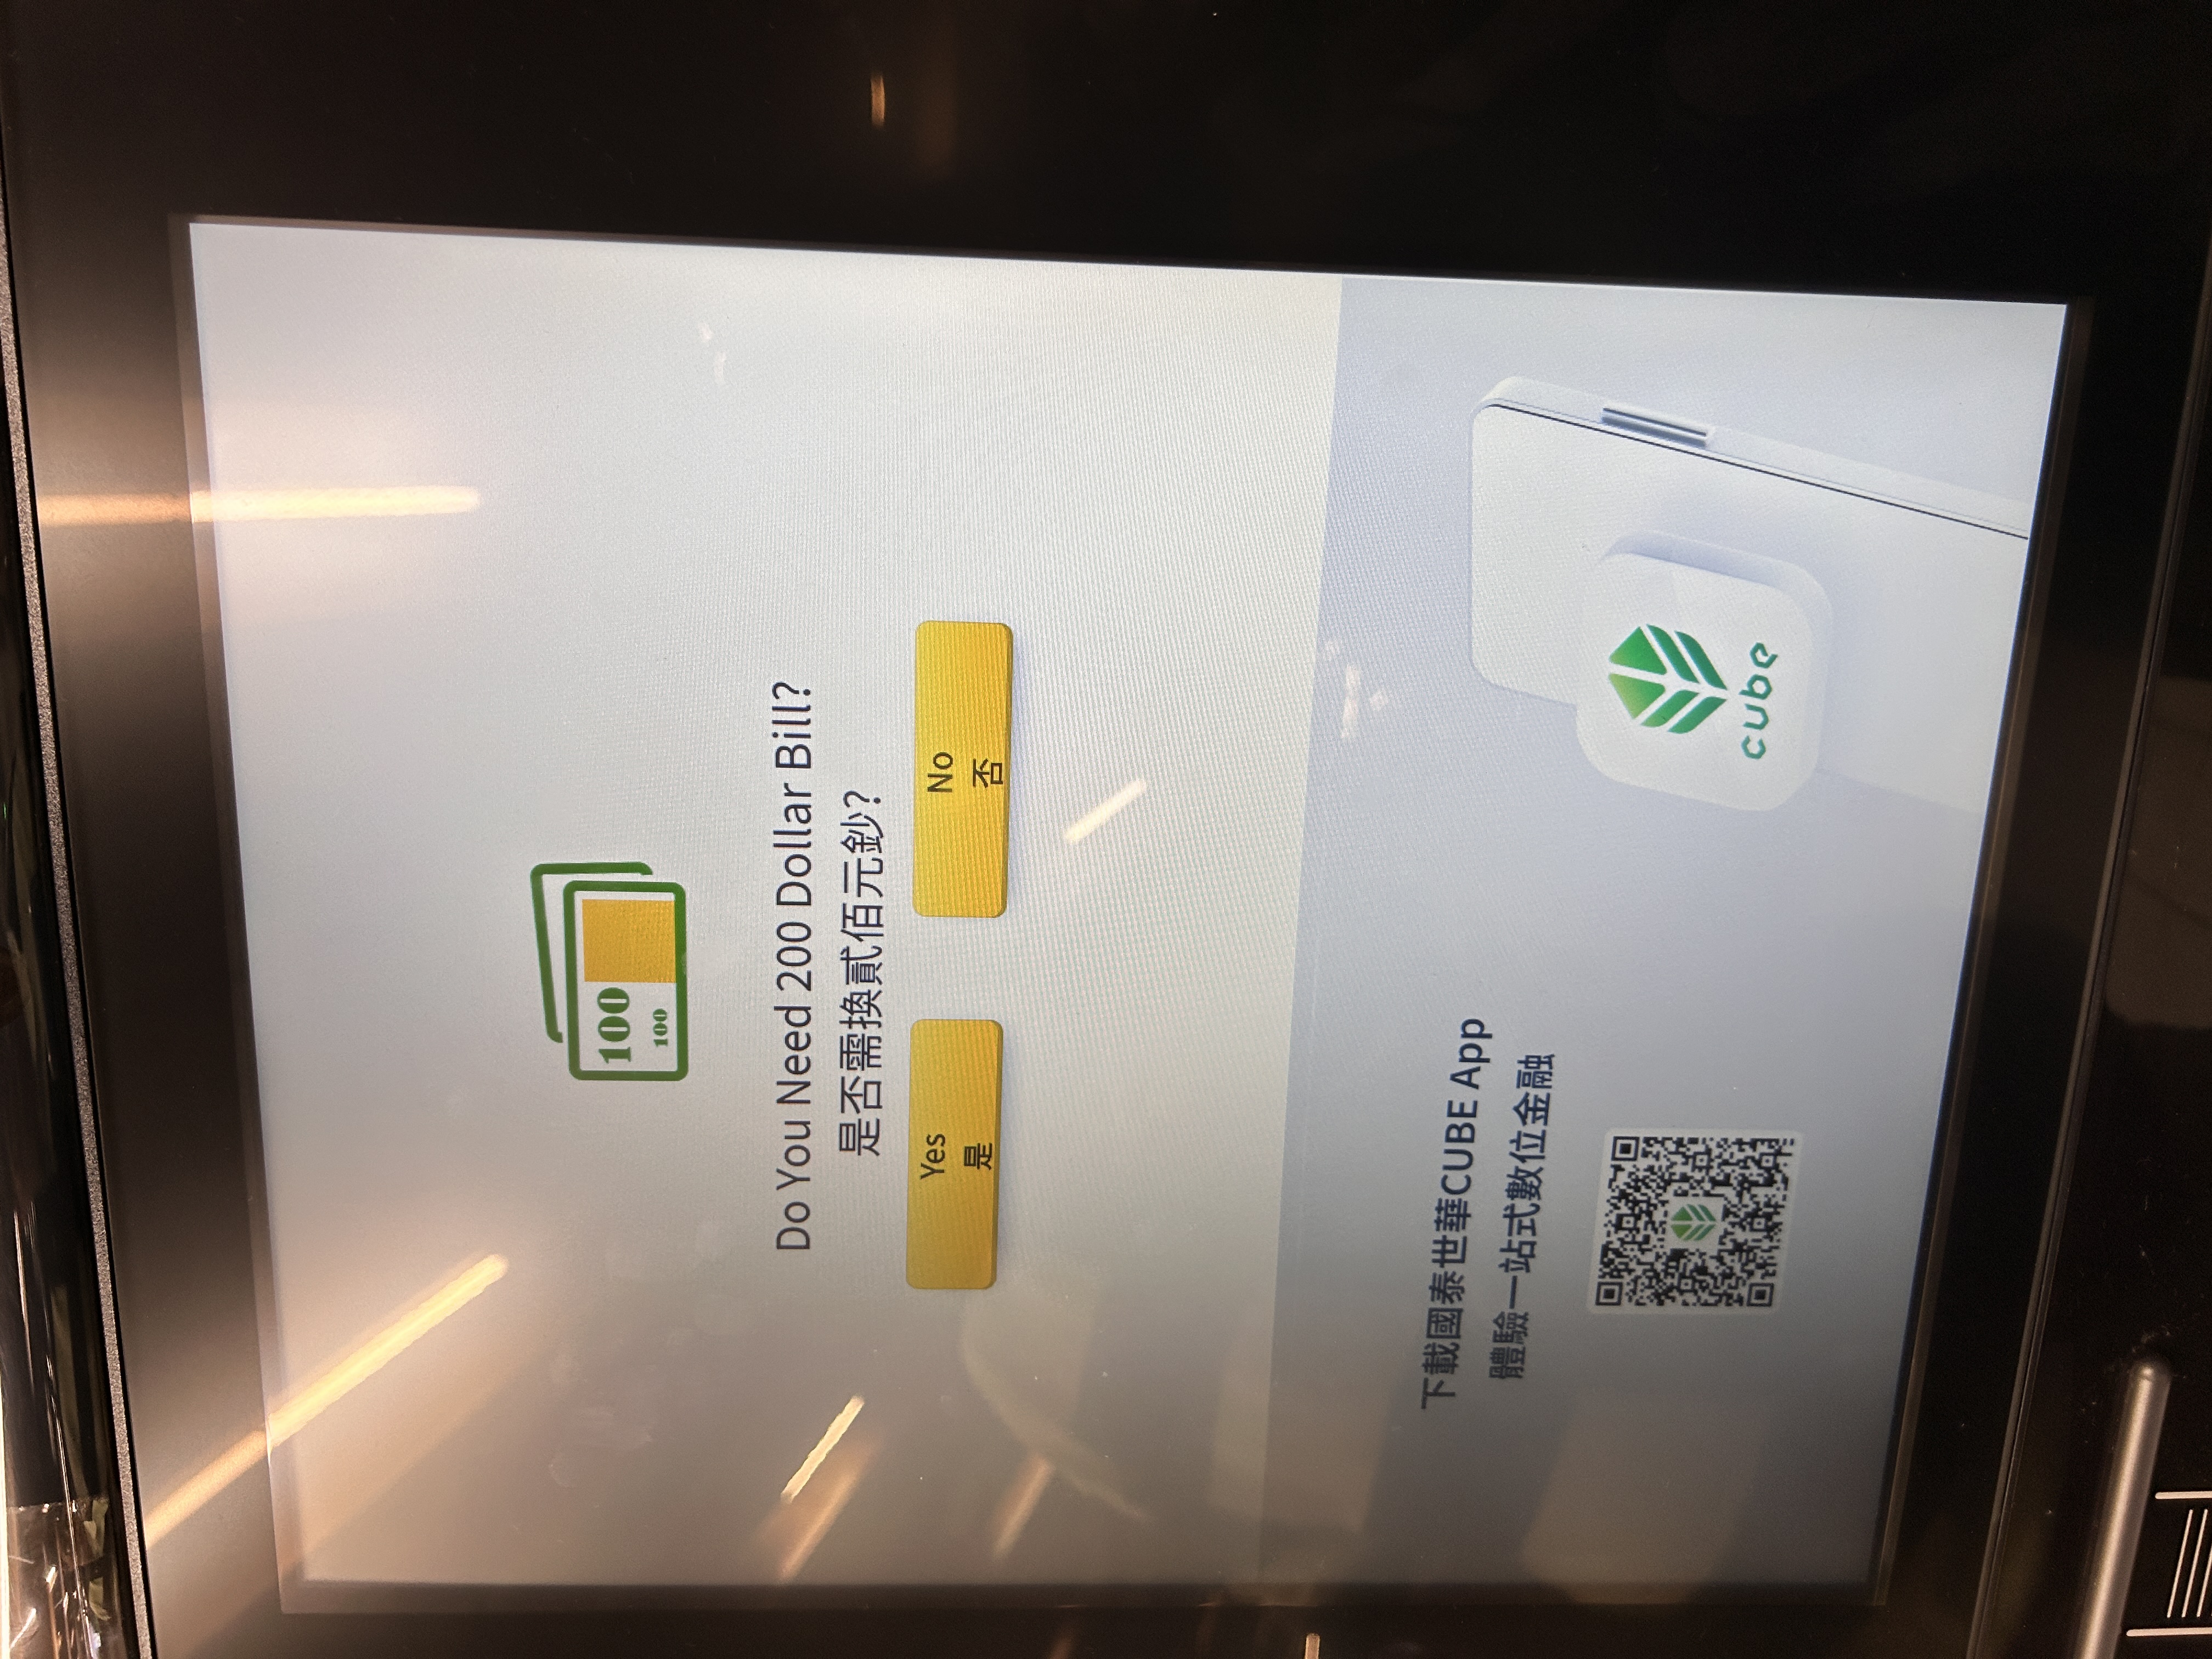 100
100
Do You Need 200 Dollar Bill?
是否需換貳佰元鈔?
Yes
是
No
否
下載國泰世華CUBE App
體驗一站式數位金融
cube